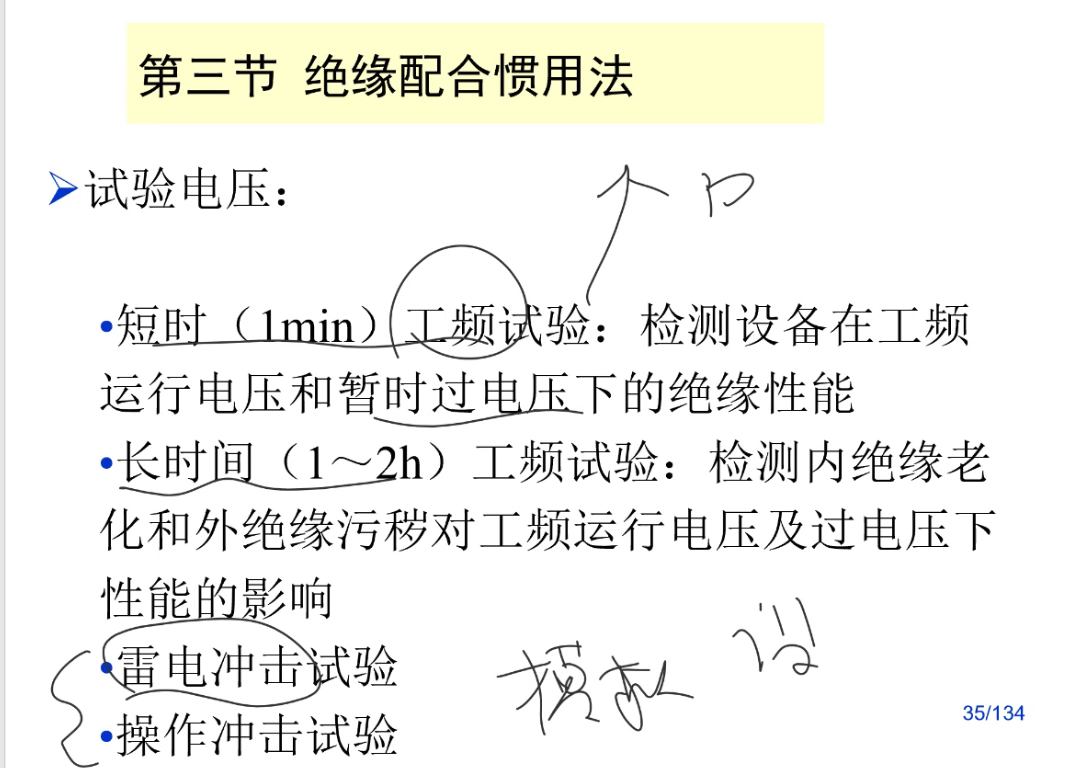 第三节 绝缘配合惯用法
➢试验电压：
•短时（1min）工频试验：检测设备在工频
运行电压和暂时过电压下的绝缘性能
•长时间（1～2h）工频试验：检测内绝缘老
化和外绝缘污秽对工频运行电压及过电压下
性能的影响
•雷电冲击试验
•操作冲击试验
35/134